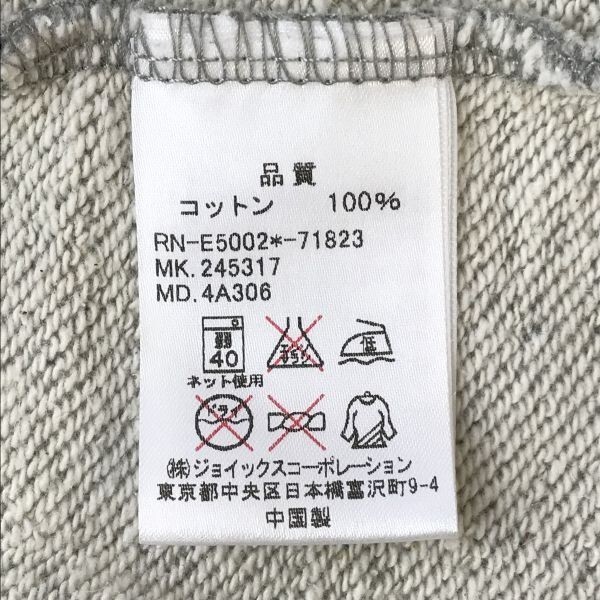 品質
コットン 100%
RN-E5002*-71823
MK.245317
MD.4A306
弱 エンソサラシ 低
40
ネット使用
ドライ
㈱ジョイックスコーポレーション
東京都中央区日本橋富沢町9-4
中国製